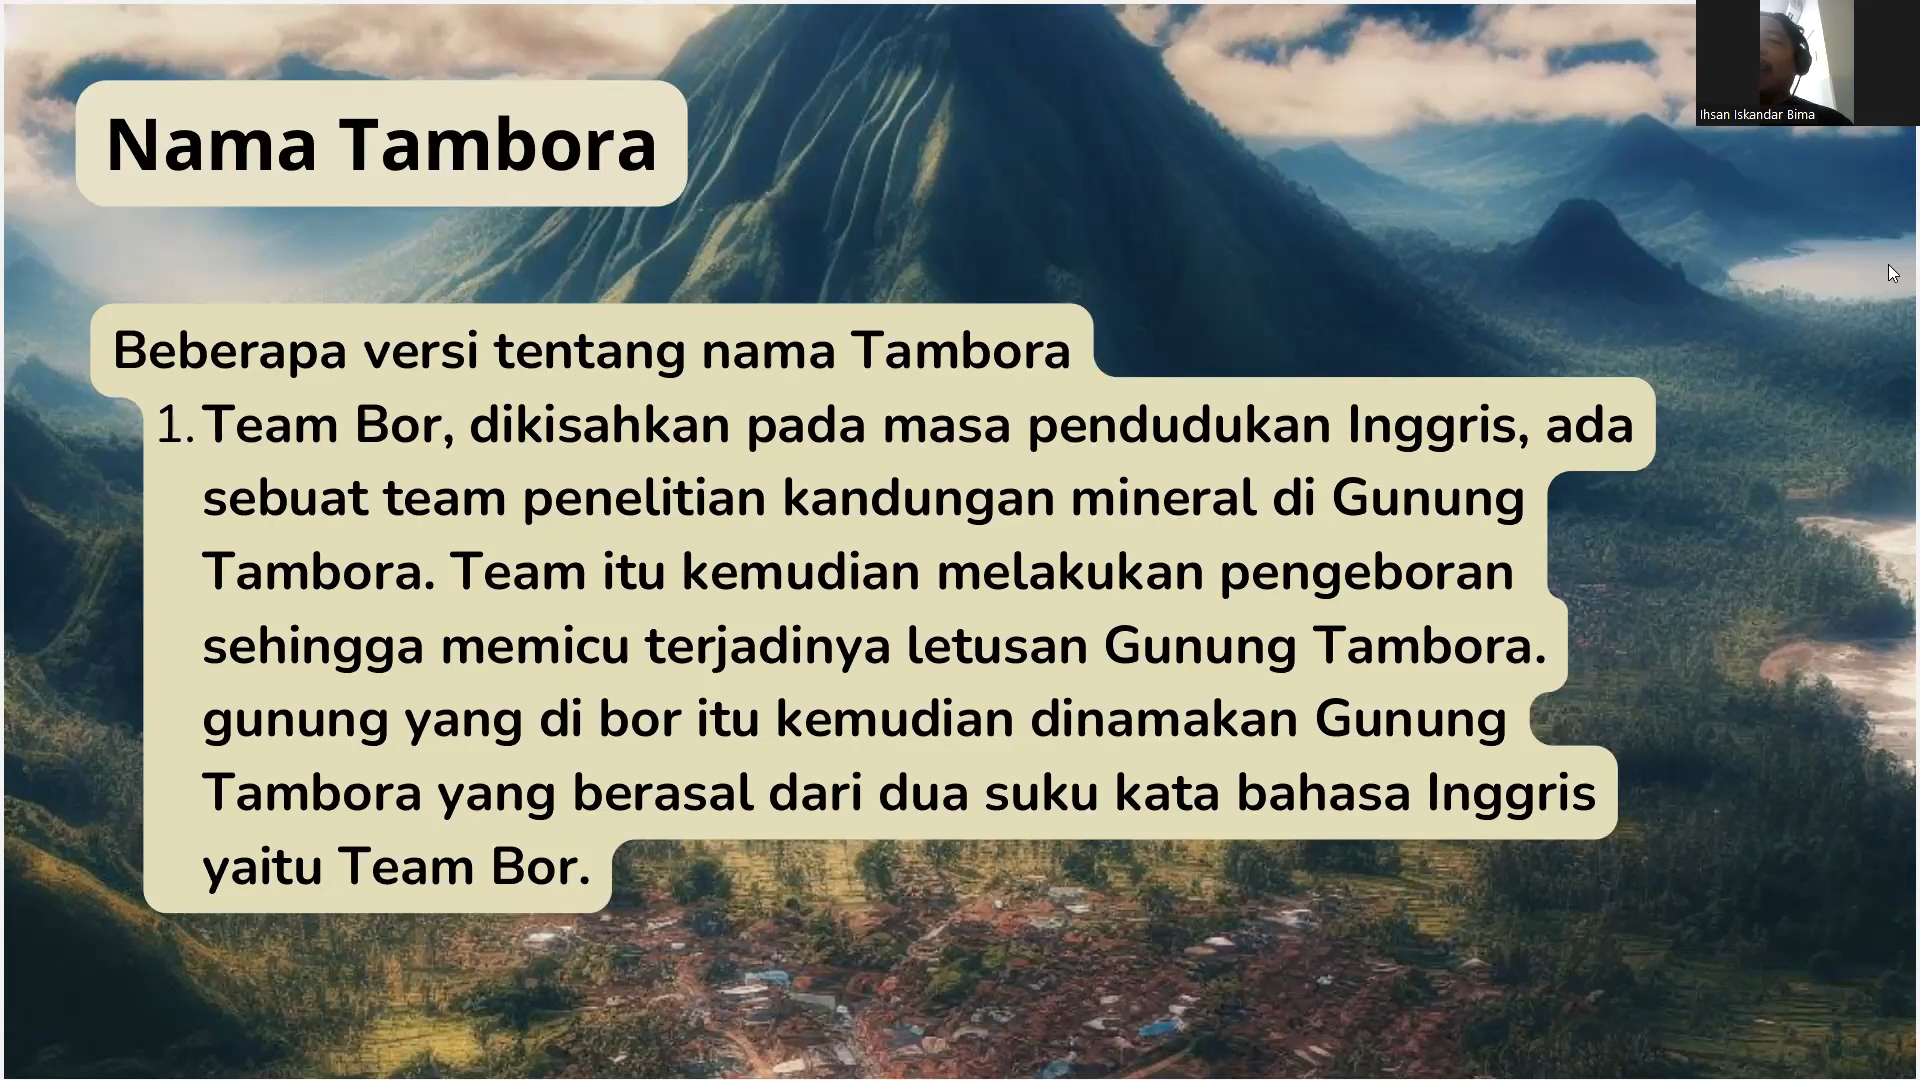 Nama Tambora
Ihsan Iskandar Bima
Beberapa versi tentang nama Tambora
1. Team Bor, dikisahkan pada masa pendudukan Inggris, ada
sebuat team penelitian kandungan mineral di Gunung
Tambora. Team itu kemudian melakukan pengeboran
sehingga memicu terjadinya letusan Gunung Tambora.
gunung yang di bor itu kemudian dinamakan Gunung
Tambora yang berasal dari dua suku kata bahasa Inggris
yaitu Team Bor.